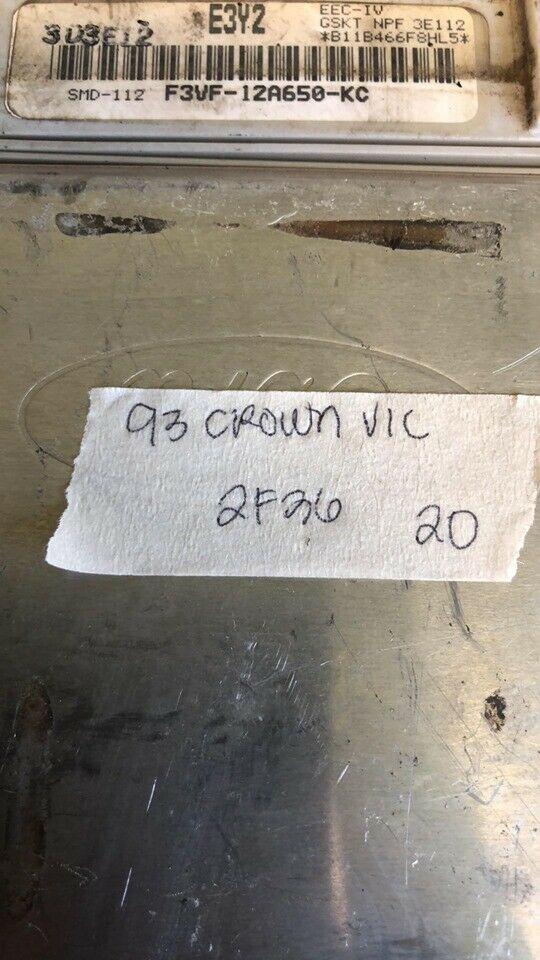 3U3E12 E3Y2 EEC-IV
GSKT NPF 3E112
*B11B466F8HL5*
SMD-112 F3VF-12A650-KC
93 CROWN VIC
2F36 20